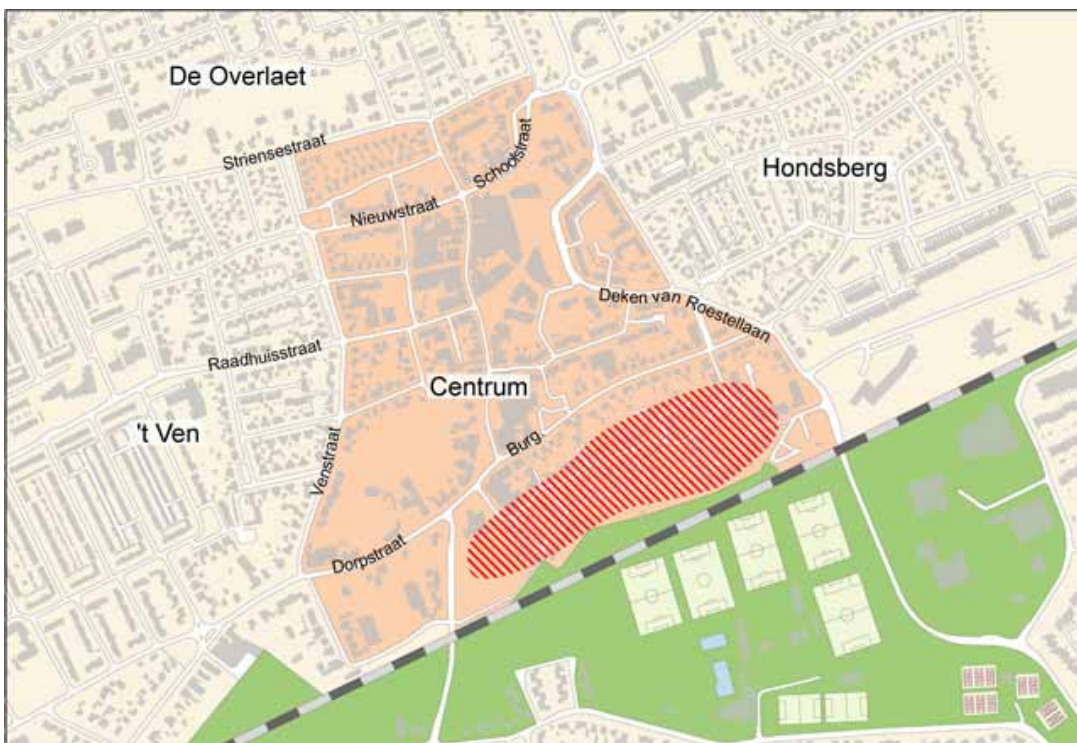 De Overlaet
Striensestraat
Schoolstraat
Hondsberg
Nieuwstraat
Deken van Roestellaan
Raadhuisstraat
Centrum
't Ven
Burg.
Venstraat
Dorpstraat